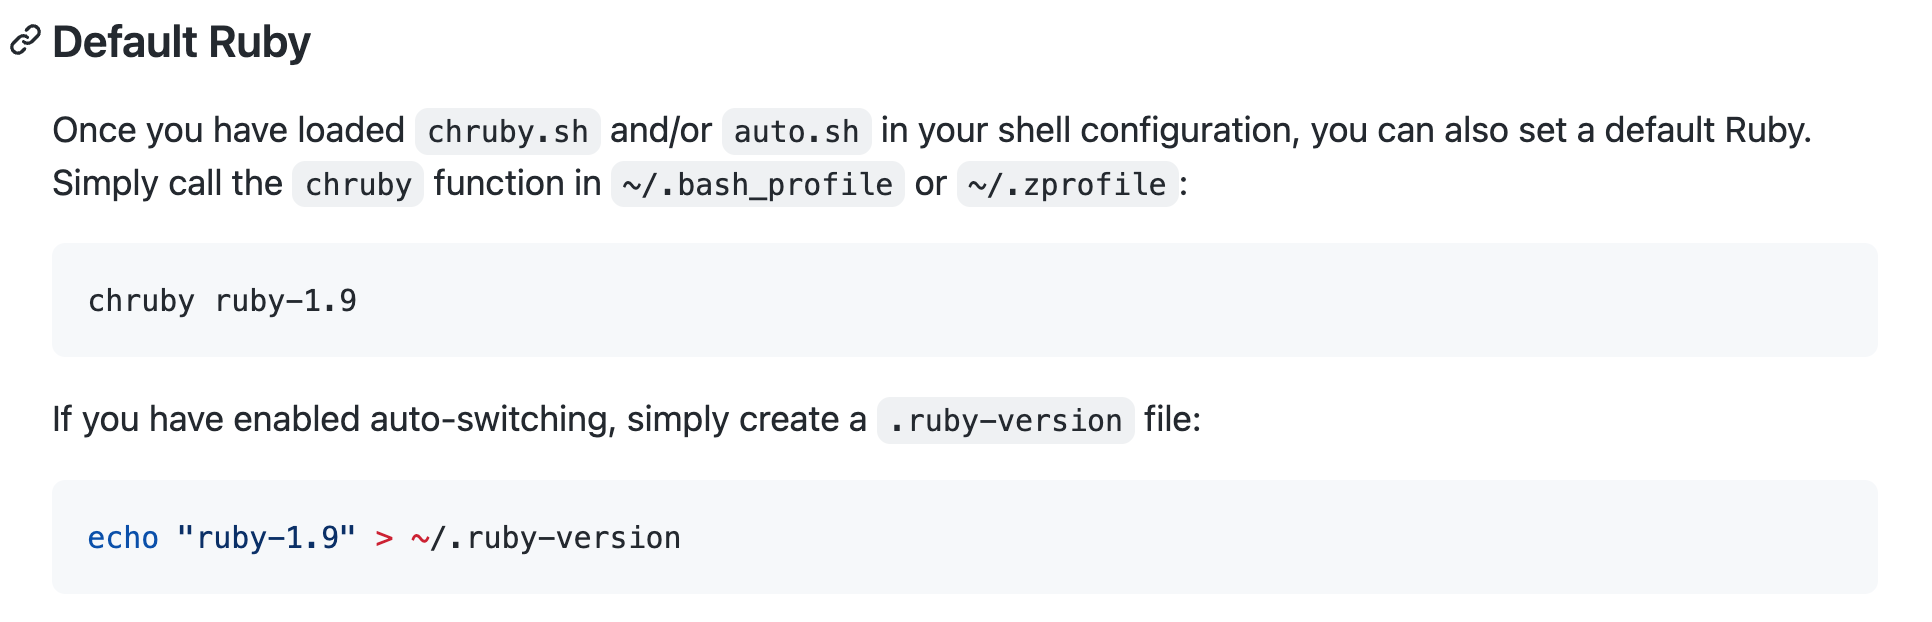 Default Ruby
Once you have loaded chruby.sh and/or auto.sh in your shell configuration, you can also set a default Ruby.
Simply call the chruby function in ~/.bash_profile or ~/.zprofile:
chruby ruby-1.9
If you have enabled auto-switching, simply create a .ruby-version file:
echo "ruby-1.9" > ~/.ruby-version